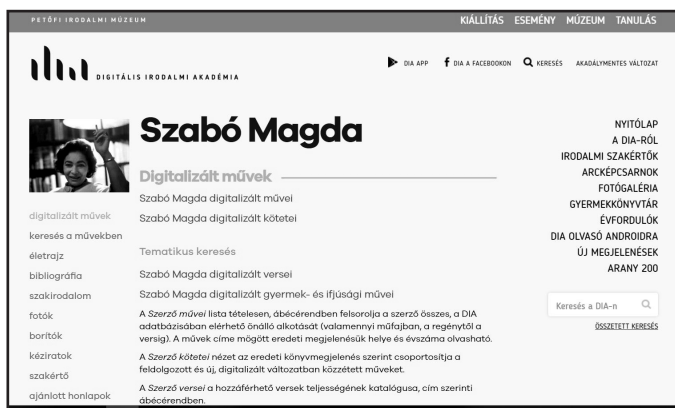 PETŐFI IRODALMI MÚZEUM
KIÁLLÍTÁS ESEMÉNY MÚZEUM TANULÁS
DIGITÁLIS IRODALMI AKADÉMIA
DIA APP DIA A FACEBOOKON KERESÉS AKADÁLYMENTES VÁLTOZAT
Szabó Magda
Digitalizált művek
Szabó Magda digitalizált művei
Szabó Magda digitalizált kötetei
Tematikus keresés
Szabó Magda digitalizált versei
Szabó Magda digitalizált gyermek- és ifjúsági művei
A Szerző művei lista tételesen, ábécérendben felsorolja a szerző összes, a DIA
adatbázisában elérhető önálló alkotását (valamennyi műfajban, a regénytől a
versig). A művek címe mögött eredeti megjelenésük helye és évszáma olvasható.
A Szerző kötetei nézet az eredeti könyvmegjelenés szerint csoportosítja a
feldolgozott és új, digitalizált változatban közzétett műveket.
A Szerző versei a hozzáférhető versek teljességének katalógusa, cím szerinti
ábécérendben.
digitalizált művek
keresés a művekben
életrajz
bibliográfia
szakirodalom
fotók
borítók
kéziratok
szakértő
ajánlott honlapok
NYITÓLAP
A DIA-RÓL
IRODALMI SZAKÉRTŐK
ARCKÉPCSARNOK
FOTÓGALÉRIA
GYERMEKKÖNYVTÁR
ÉVFORDULÓK
DIA OLVASÓ ANDROIDRA
ÚJ MEGJELENÉSEK
ARANY 200
Keresés a DIA-n
ÖSSZETETT KERESÉS